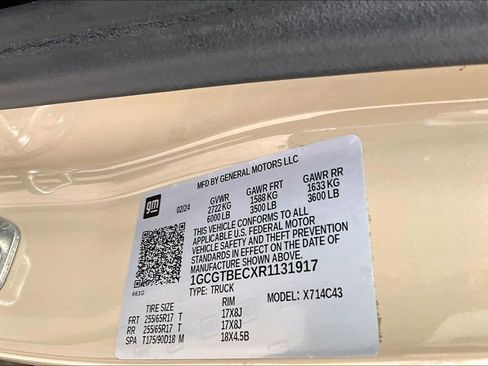 MFD BY GENERAL MOTORS LLC
gm
02/24 GVWR GAWR FRT GAWR RR
2722 KG 1588 KG 1633 KG
6000 LB 3500 LB 3600 LB
THIS VEHICLE CONFORMS TO ALL
APPLICABLE U.S. FEDERAL MOTOR
VEHICLE SAFETY AND THEFT PREVENTION
STANDARDS IN EFFECT ON THE DATE OF
MANUFACTURE SHOWN ABOVE.
1GCGTBECXR1131917
661G TYPE: TRUCK MODEL: X714C43
TIRE SIZE RIM
FRT 255/65R17 T 17X8J
RR 255/65R17 T 17X8J
SPA T175/90D18 M 18X4.5B